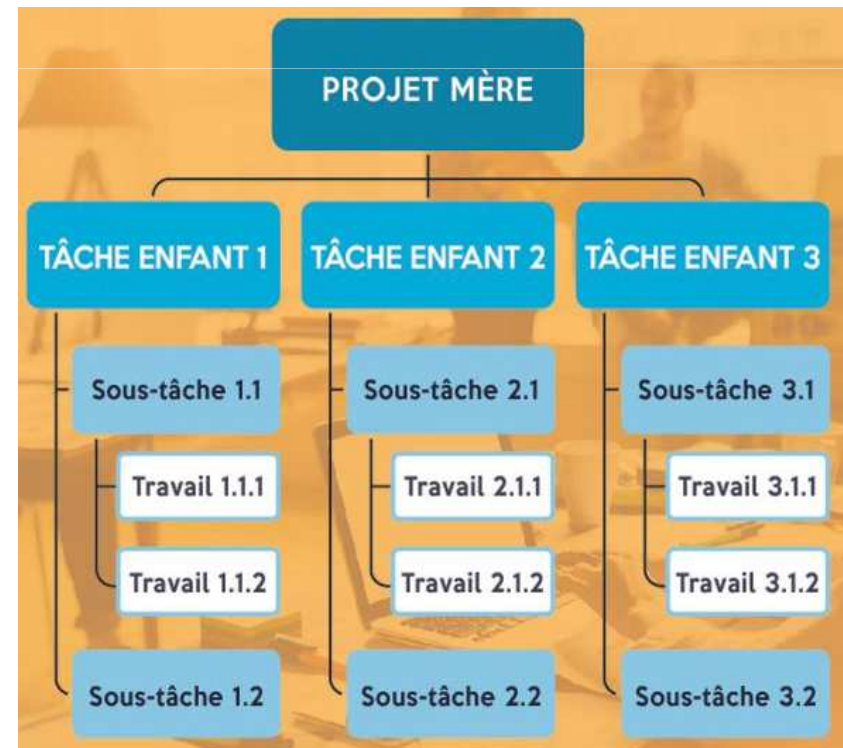 PROJET MÈRE
TÂCHE ENFANT 1
TÂCHE ENFANT 2
TÂCHE ENFANT 3
Sous-tâche 1.1
Sous-tâche 2.1
Sous-tâche 3.1
Travail 1.1.1
Travail 2.1.1
Travail 3.1.1
Travail 1.1.2
Travail 2.1.2
Travail 3.1.2
Sous-tâche 1.2
Sous-tâche 2.2
Sous-tâche 3.2